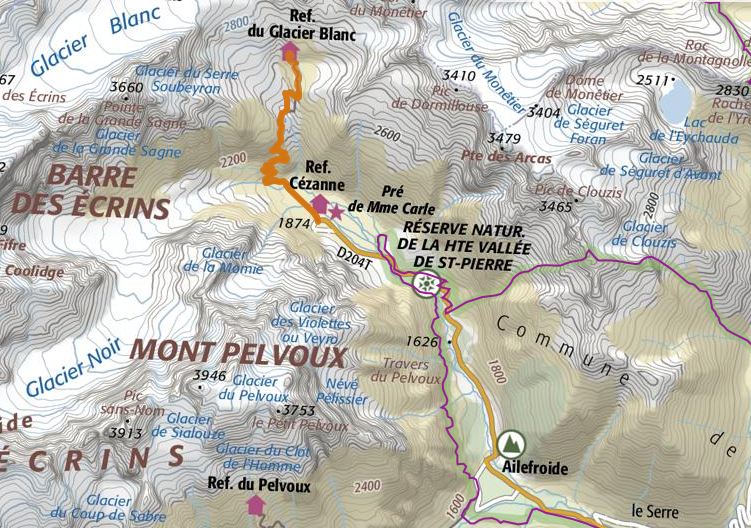 Ref.
du Glacier Blanc
2800
du Monêtier
Glacier Blanc
Glacier du Monêtier
Roc
de la Montagnolle
67
des Écrins
3660
Glacier du Serre
Soubeyran
Pointe
de la Grande Sagne
Glacier
de la Grande Sagne
3410
Pic
de Dormillouse
Dôme
de Monêtier
3404
Glacier
de Séguret
Foran
2511
2830
Lac
de l'Eychauda
2600
3479
Pte des Arcas
Glacier
de Séguret d'Avant
2200
BARRE
DES ÉCRINS
Ref.
Cézanne
Pré
de Mme Carle
Pic de Clouzis
3465
2800
Glacier
de Clouzis
1874
D204T
RÉSERVE NATUR.
DE LA HTE VALLÉE
DE ST-PIERRE
9
Fifre
Coolidge
Glacier
de la Momie
Glacier
des Violettes
ou Veyro
Commune
1626
MONT PELVOUX
Travers
du Pelvoux
1800
Glacier Noir
3946
Glacier
du Pelvoux
Névé
Pélissier
Pic
sans-Nom
3913
Glacier
de Sialouze
3753
le Petit Pelvoux
de
ide
ÉCRINS
Glacier du Clot
de l'Homme
Ailefroide
Ref. du Pelvoux
2400
Glacier
du Coup de Sabre
1600
le Serre